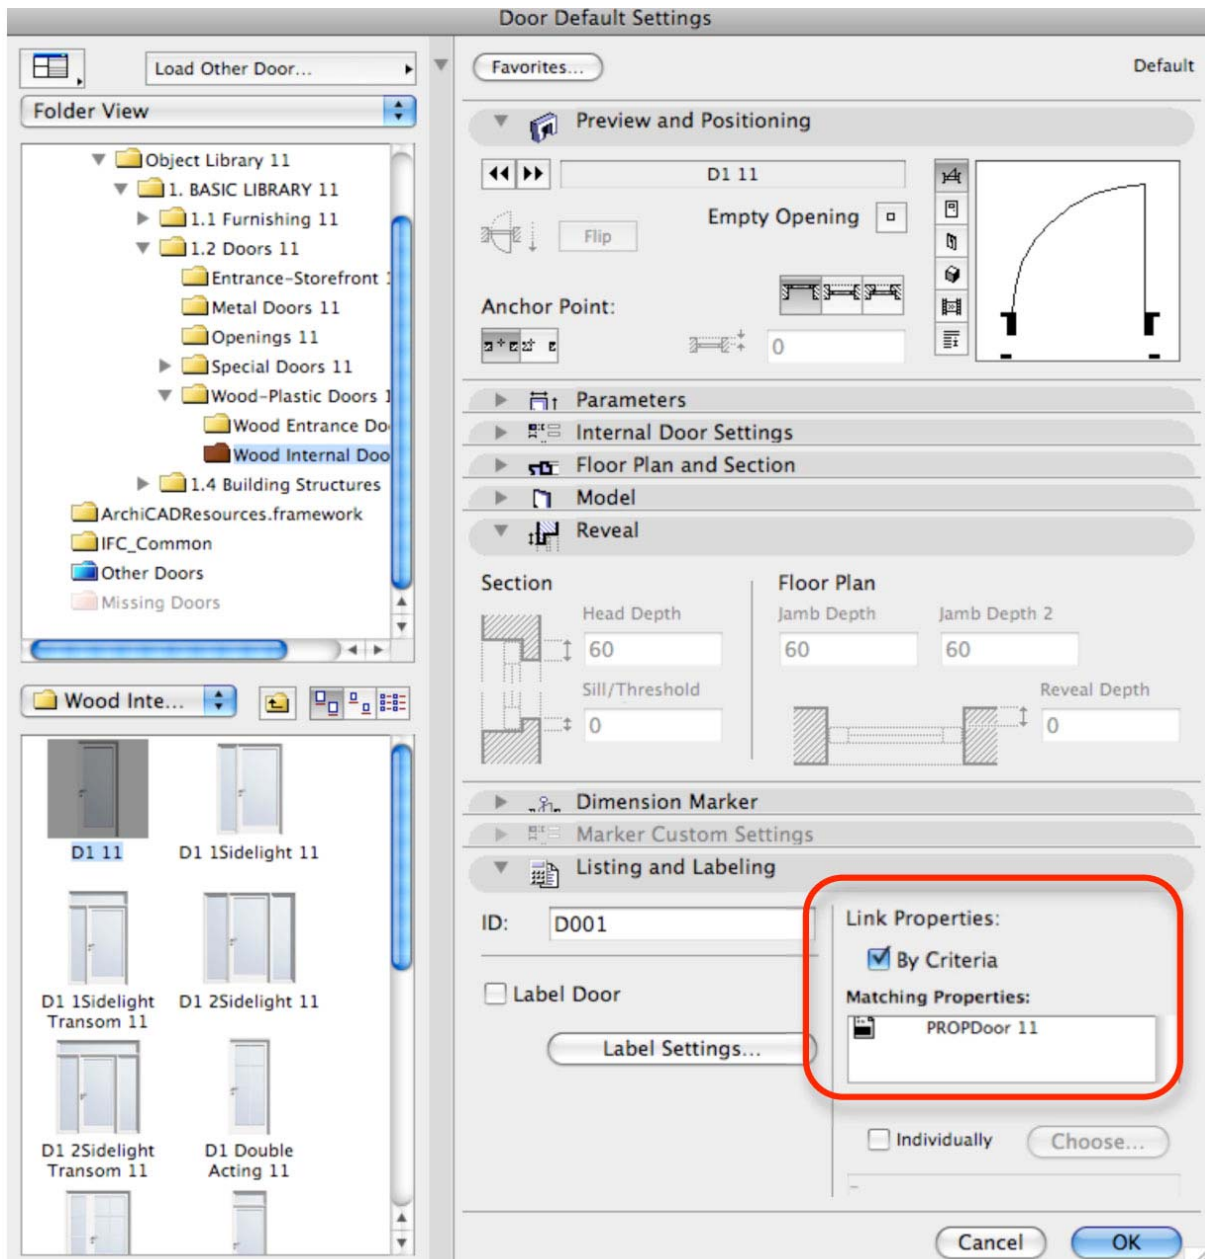 Door Default Settings
Load Other Door...
Folder View
Object Library 11
1. BASIC LIBRARY 11
1.1 Furnishing 11
1.2 Doors 11
Entrance-Storefront
Metal Doors 11
Openings 11
Special Doors 11
Wood-Plastic Doors 1
Wood Entrance Do
Wood Internal Doo
1.4 Building Structures
ArchiCADResources.framework
IFC_Common
Other Doors
Missing Doors
Wood Inte...
D1 11
D1 1Sidelight 11
D1 1Sidelight
Transom 11
D1 2Sidelight 11
D1 2Sidelight
Transom 11
D1 Double
Acting 11
Favorites...
Default
Preview and Positioning
D1 11
Empty Opening
Flip
Anchor Point:
0
Parameters
Internal Door Settings
Floor Plan and Section
Model
Reveal
Section
Head Depth
60
Sill/Threshold
0
Floor Plan
Jamb Depth
Jamb Depth 2
60
60
Reveal Depth
0
Dimension Marker
Marker Custom Settings
Listing and Labeling
ID:
D001
Label Door
Label Settings...
Link Properties:
By Criteria
Matching Properties:
PROPDoor 11
Individually
Choose...
Cancel
OK